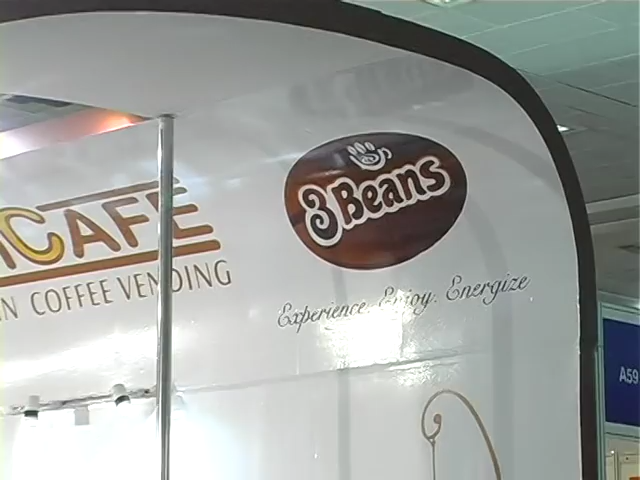 CAFE
COFFEE VENDING
3 Beans
Experience. Enjoy. Energize
A59